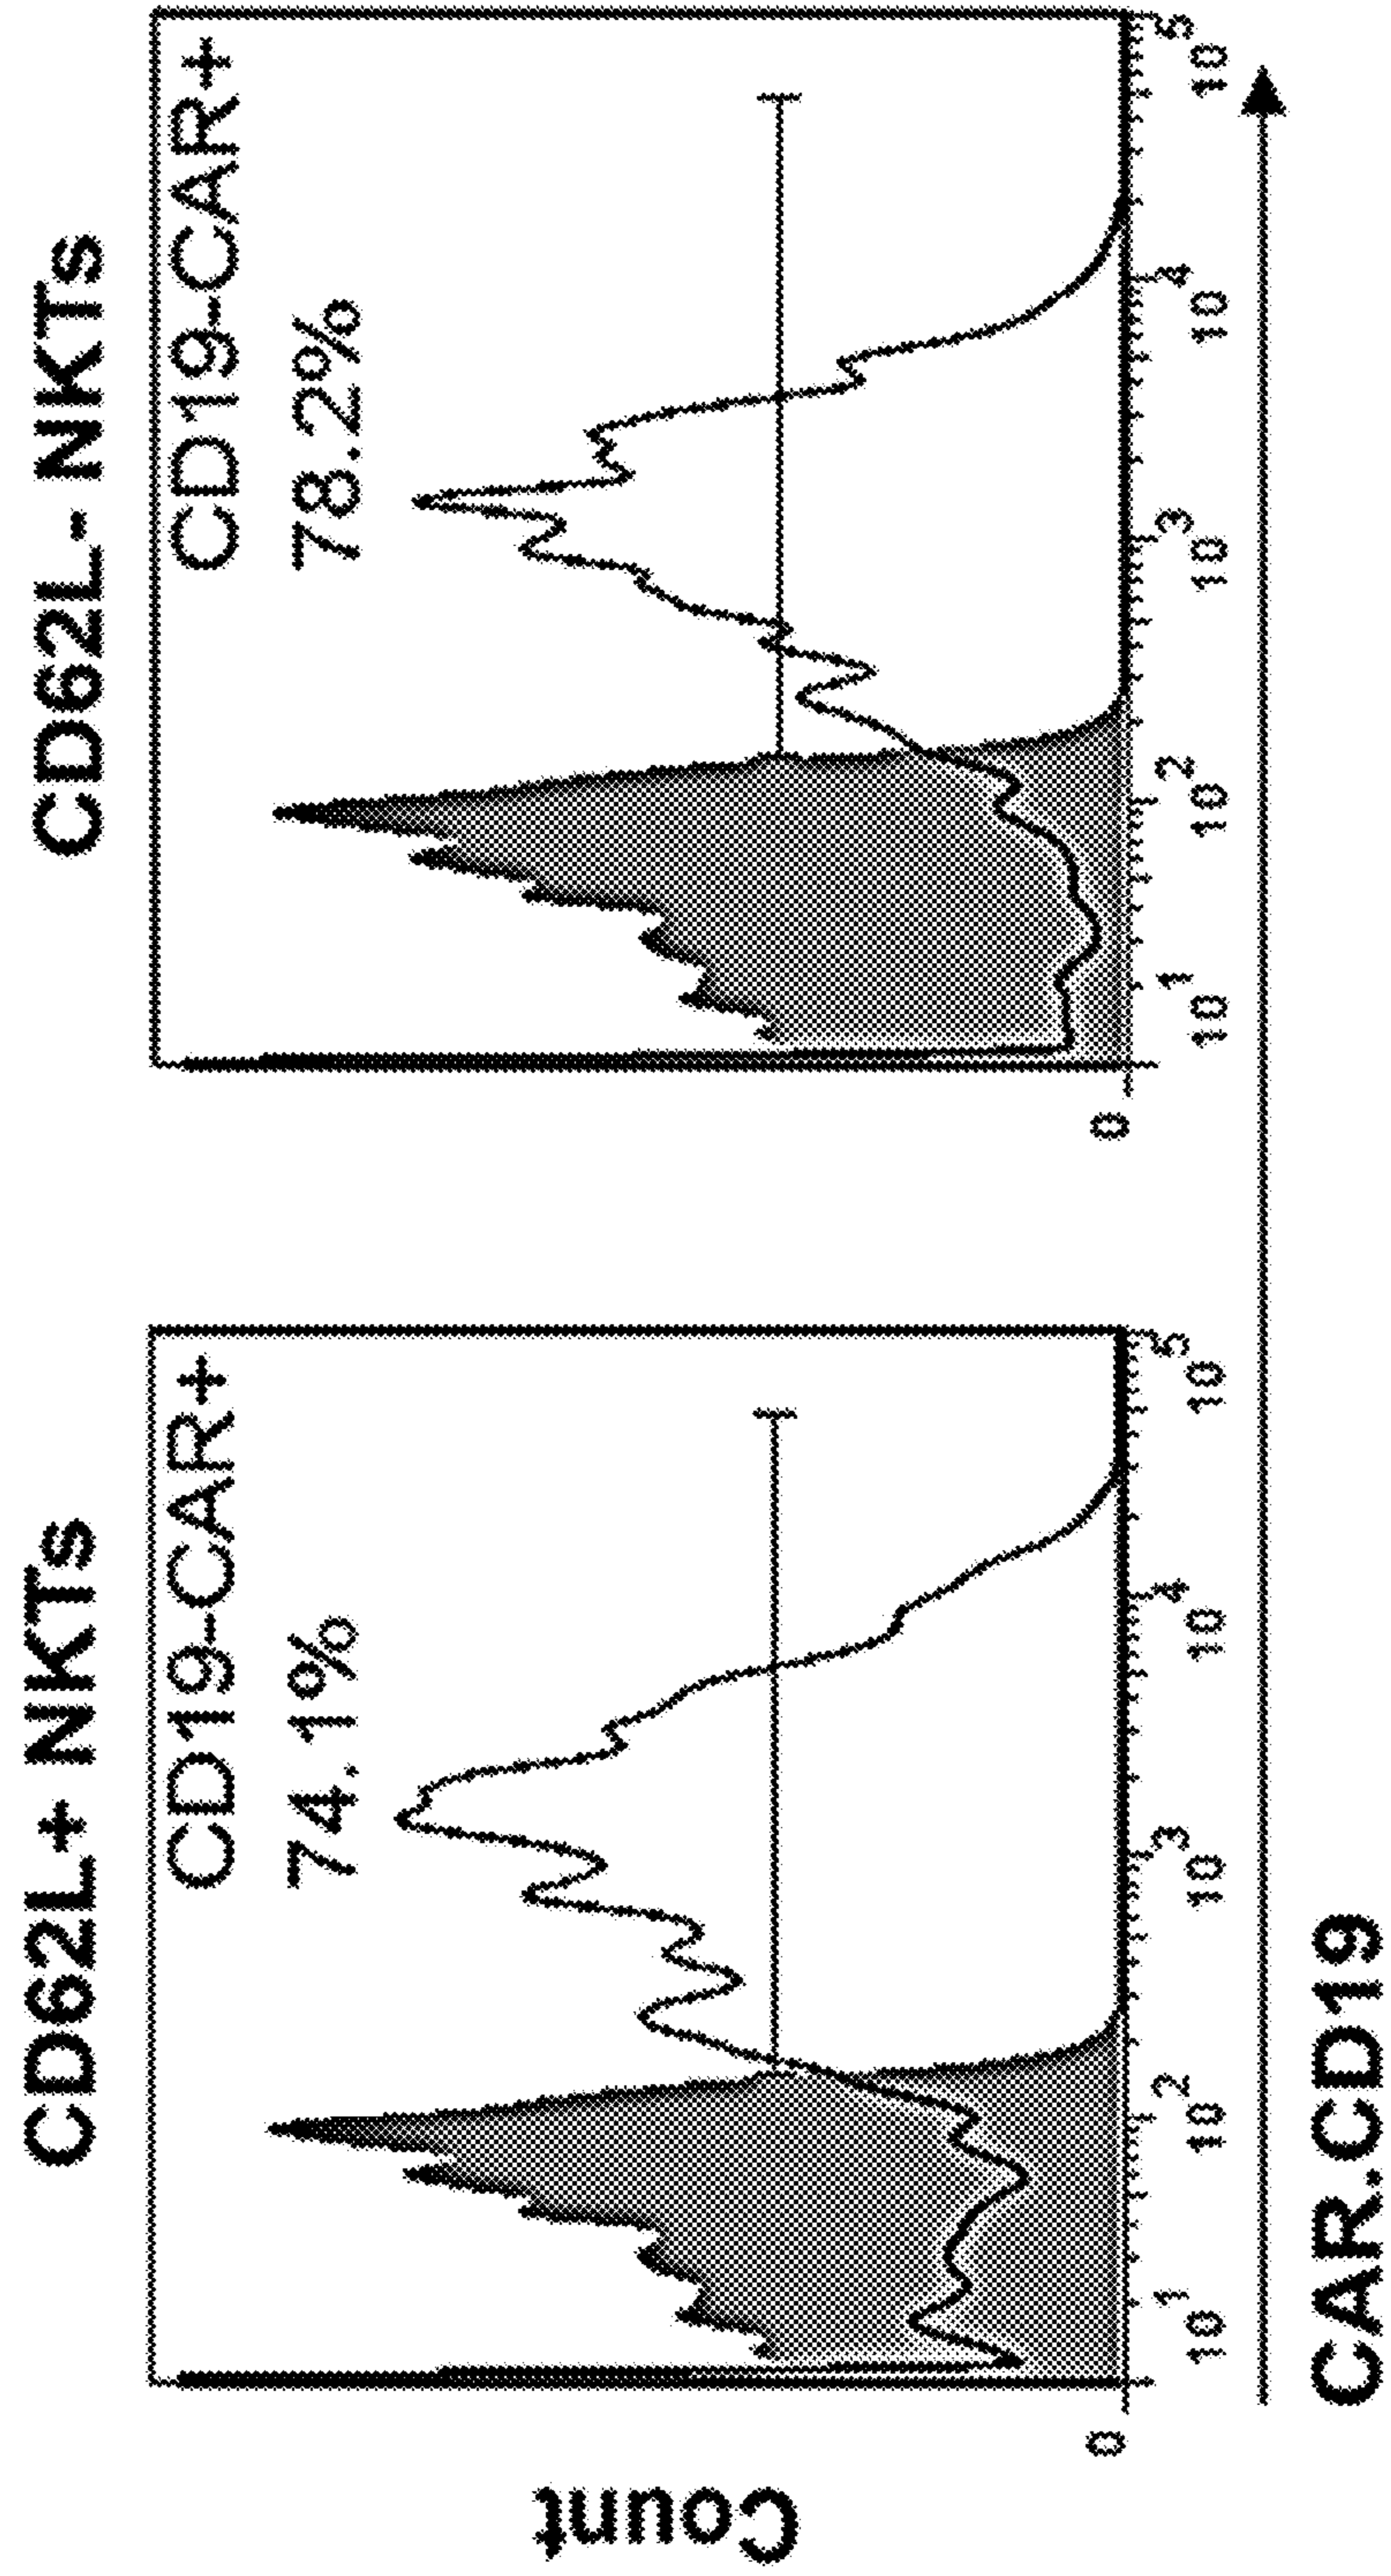 CD62L+ NKTs
CD62L- NKTs
CD19-CAR+
74.1%
CD19-CAR+
78.2%
Count
0
10^1
10^2
10^3
10^4
10^5
0
10^1
10^2
10^3
10^4
10^5
CAR.CD19